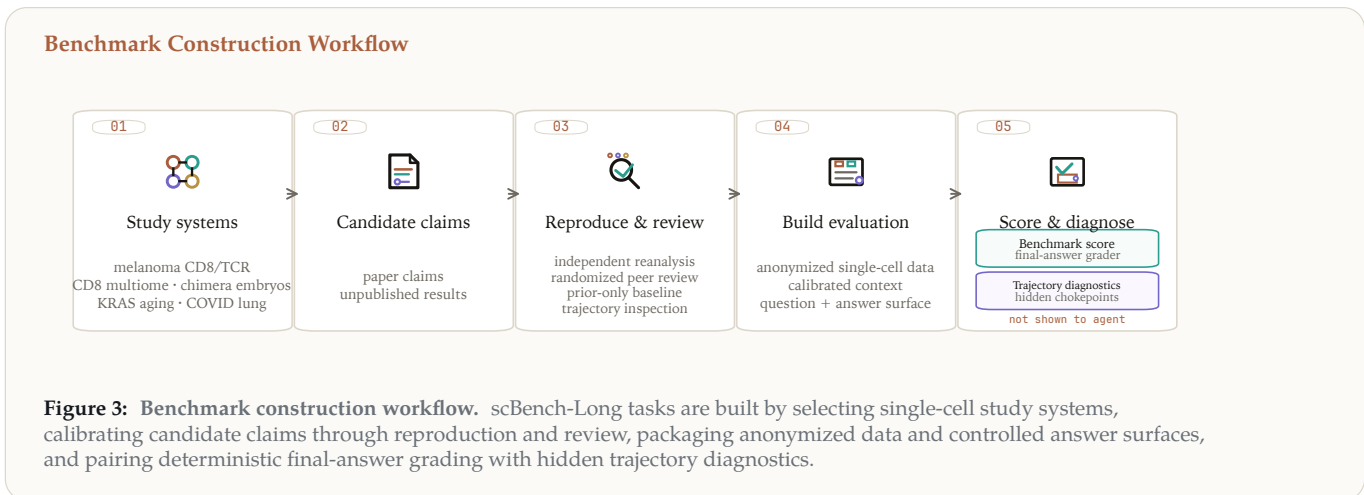 Benchmark Construction Workflow
01
Study systems
melanoma CD8/TCR
CD8 multiome · chimera embryos
KRAS aging · COVID lung
02
Candidate claims
paper claims
unpublished results
03
Reproduce & review
independent reanalysis
randomized peer review
prior-only baseline
trajectory inspection
04
Build evaluation
anonymized single-cell data
calibrated context
question + answer surface
05
Score & diagnose
Benchmark score
final-answer grader
Trajectory diagnostics
hidden chokepoints
not shown to agent
Figure 3: Benchmark construction workflow. scBench-Long tasks are built by selecting single-cell study systems,
calibrating candidate claims through reproduction and review, packaging anonymized data and controlled answer surfaces,
and pairing deterministic final-answer grading with hidden trajectory diagnostics.